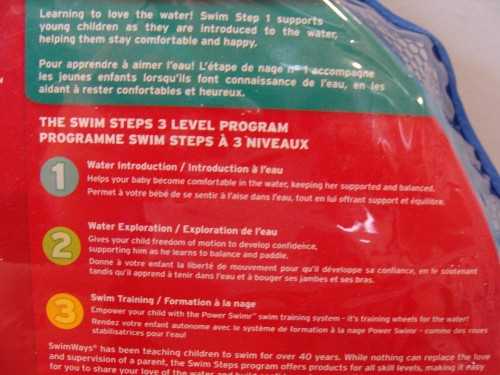 Learning to love the water! Swim Step 1 supports
young children as they are introduced to the water,
helping them stay comfortable and happy.
Pour apprendre à aimer l'eau! L'étape de nage n° 1 accompagne
les jeunes enfants lorsqu'ils font connaissance de l'eau, en les
aidant à rester confortables et heureux.
THE SWIM STEPS 3 LEVEL PROGRAM
PROGRAMME SWIM STEPS À 3 NIVEAUX
1
Water Introduction / Introduction à l'eau
Helps your baby become comfortable in the water, keeping her supported and balanced.
Permet à votre bébé de se sentir à l'aise dans l'eau, tout en lui offrant support et équilibre.
2
Water Exploration / Exploration de l'eau
Gives your child freedom of motion to develop confidence,
supporting him as he learns to balance and paddle.
Donne à votre enfant la liberté de mouvement pour qu'il développe sa confiance, en le soutenant
tandis qu'il apprend à tenir dans l'eau et à bouger ses jambes et ses bras.
3
Swim Training / Formation à la nage
Empower your child with the Power Swimr™ swim training system - it's training wheels for the water!
Rendez votre enfant autonome avec le système de formation à la nage Power Swimr - comme des roues
stabilisatrices pour l'eau!
SwimWays® has been teaching children to swim for over 40 years. While nothing can replace the love
and supervision of a parent, the Swim Steps program offers products for all skill levels, making it easy
for you to share your love of the water and build